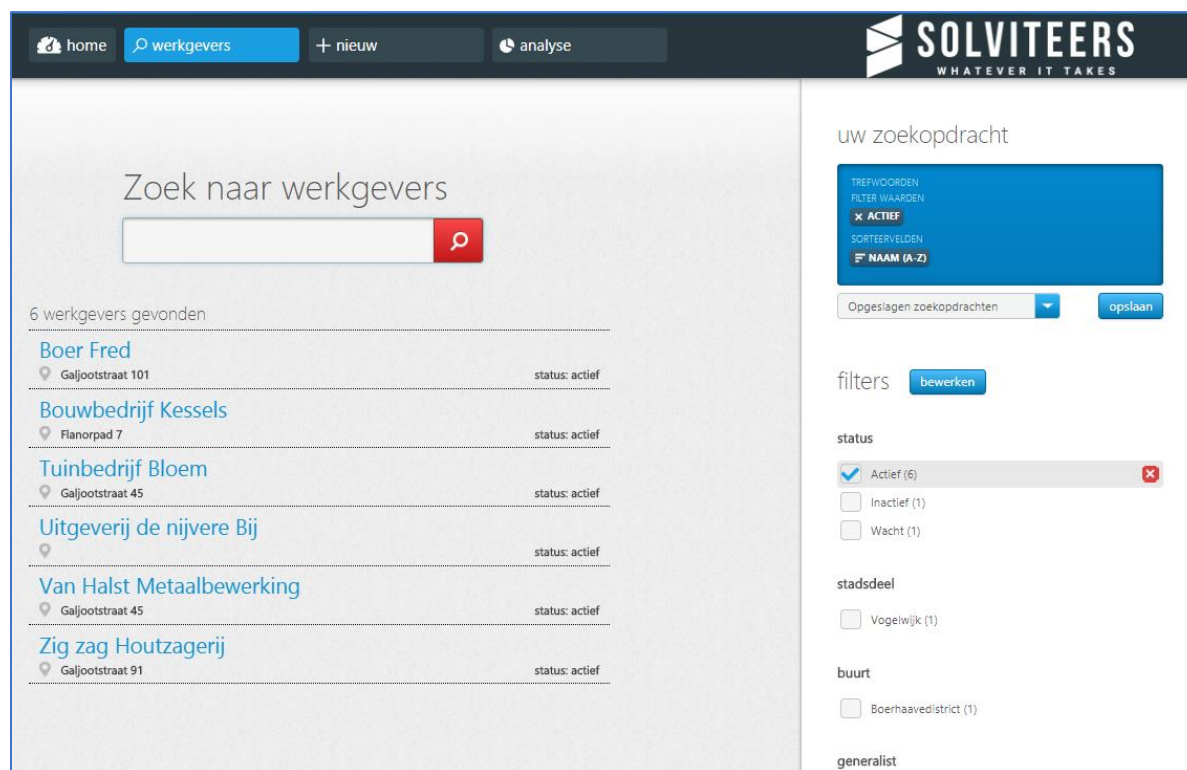 home
werkgevers
nieuw
analyse
SOLVITEERS
WHATEVER IT TAKES
Zoek naar werkgevers
6 werkgevers gevonden
Boer Fred
Galjootstraat 101 status: actief
Bouwbedrijf Kessels
Flanorpad 7 status: actief
Tuinbedrijf Bloem
Galjootstraat 45 status: actief
Uitgeverij de nijvere Bij
status: actief
Van Halst Metaalbewerking
Galjootstraat 45 status: actief
Zig zag Houtzagerij
Galjootstraat 91 status: actief
uw zoekopdracht
TREFWOORDEN
FILTER WAARDEN
ACTIEF
SORTEERVELDEN
NAAM (A-Z)
Opgeslagen zoekopdrachten
opslaan
filters
bewerken
status
Actief (6)
Inactief (1)
Wacht (1)
stadsdeel
Vogelwijk (1)
buurt
Boerhaavedistrict (1)
generalist